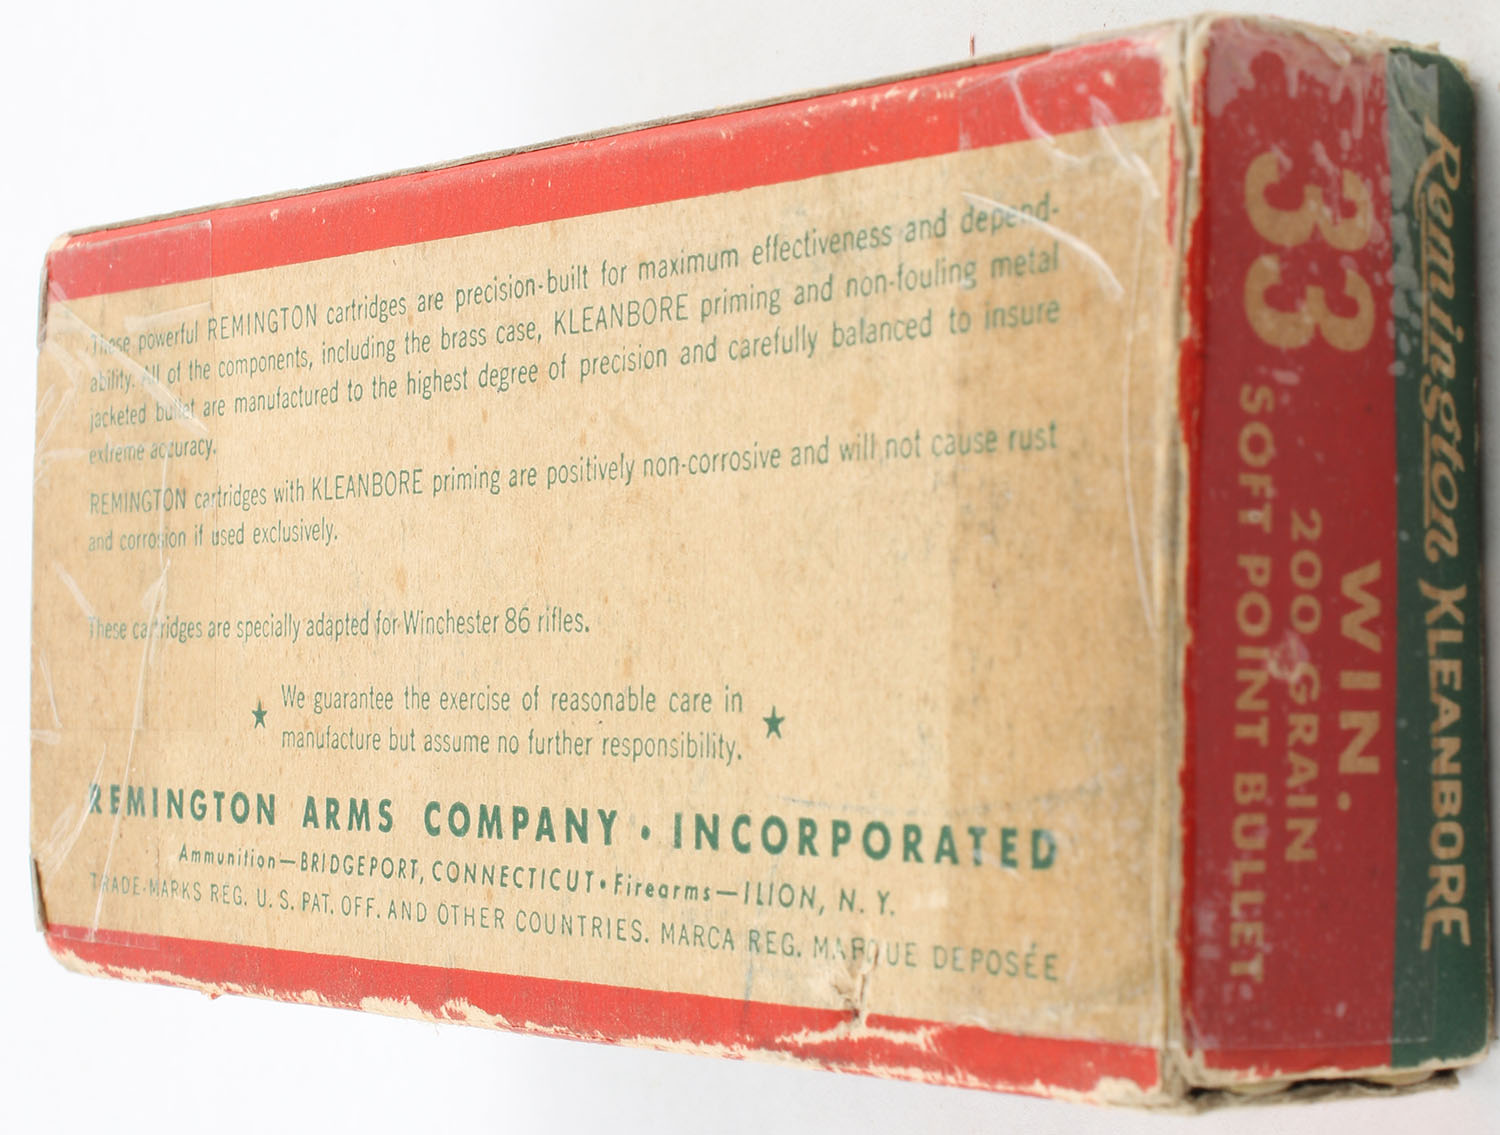 These powerful REMINGTON cartridges are precision-built for maximum effectiveness and depend-
ability. All of the components, including the brass case, KLEANBORE priming and non-fouling metal
jacketed bullet are manufactured to the highest degree of precision and carefully balanced to insure
extreme accuracy.
REMINGTON cartridges with KLEANBORE priming are positively non-corrosive and will not cause rust
and corrosion if used exclusively.
These cartridges are specially adapted for Winchester 86 rifles.
★ We guarantee the exercise of reasonable care in ★
manufacture but assume no further responsibility.
REMINGTON ARMS COMPANY • INCORPORATED
Ammunition—BRIDGEPORT, CONNECTICUT • Firearms—ILION, N. Y.
TRADE-MARKS REG. U. S. PAT. OFF. AND OTHER COUNTRIES. MARCA REG. MARQUE DEPOSÉE
Remington KLEANBORE
33 WIN.
200 GRAIN
SOFT POINT BULLET